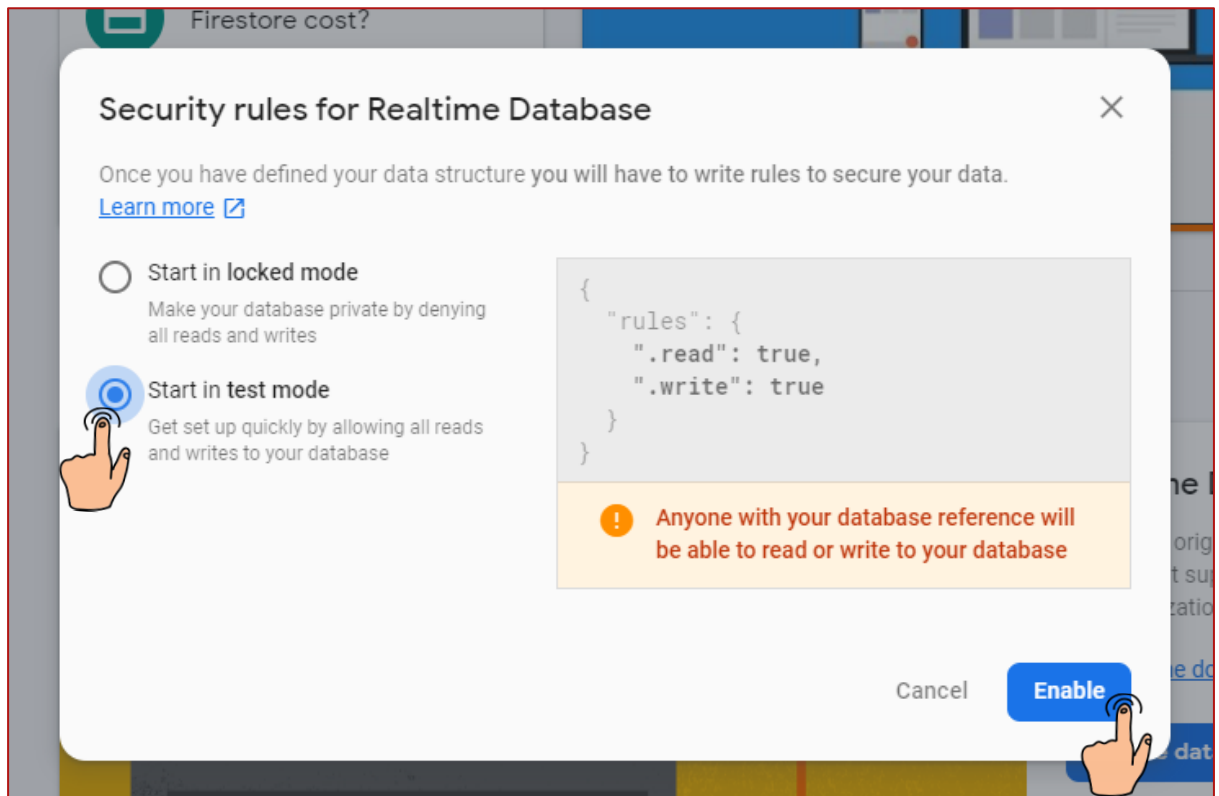 Firestore cost?
Security rules for Realtime Database
Once you have defined your data structure you will have to write rules to secure your data.
Learn more
Start in locked mode
Make your database private by denying
all reads and writes
Start in test mode
Get set up quickly by allowing all reads
and writes to your database
{
"rules": {
".read": true,
".write": true
}
}
Anyone with your database reference will
be able to read or write to your database
Cancel
Enable